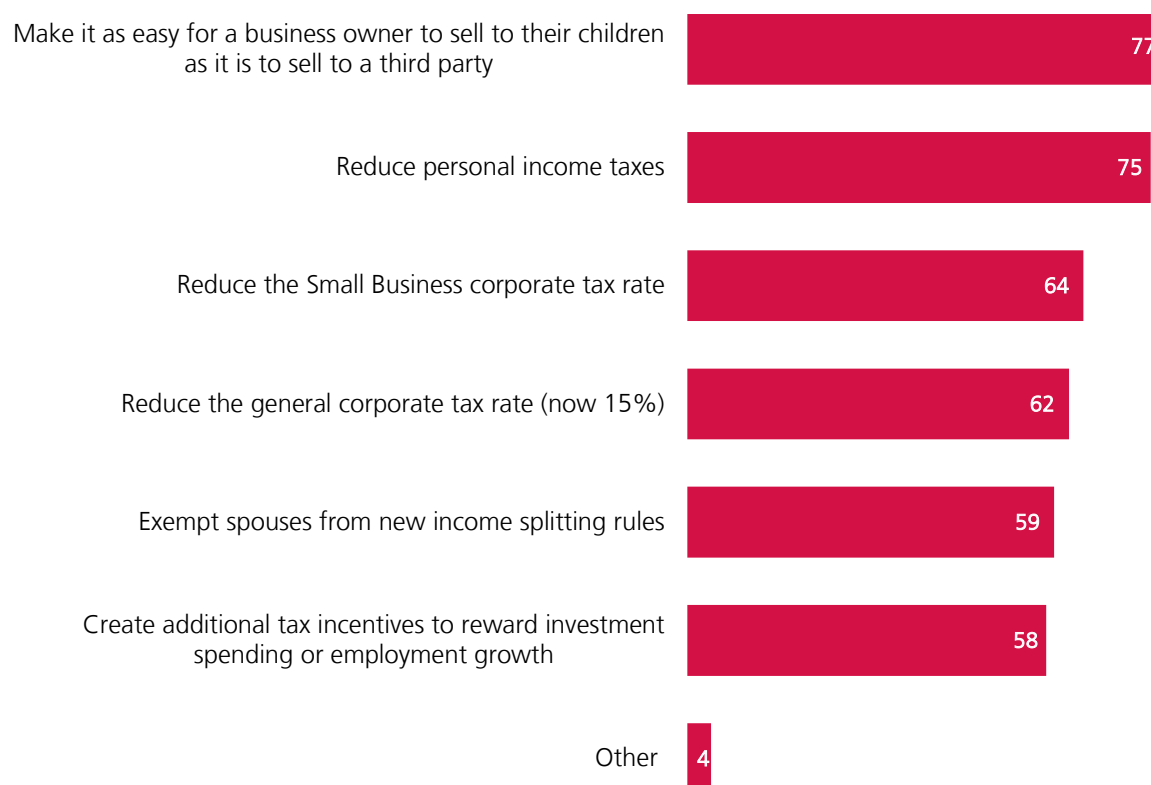 Make it as easy for a business owner to sell to their children
as it is to sell to a third party
77
Reduce personal income taxes
75
Reduce the Small Business corporate tax rate
64
Reduce the general corporate tax rate (now 15%)
62
Exempt spouses from new income splitting rules
59
Create additional tax incentives to reward investment
spending or employment growth
58
Other
4